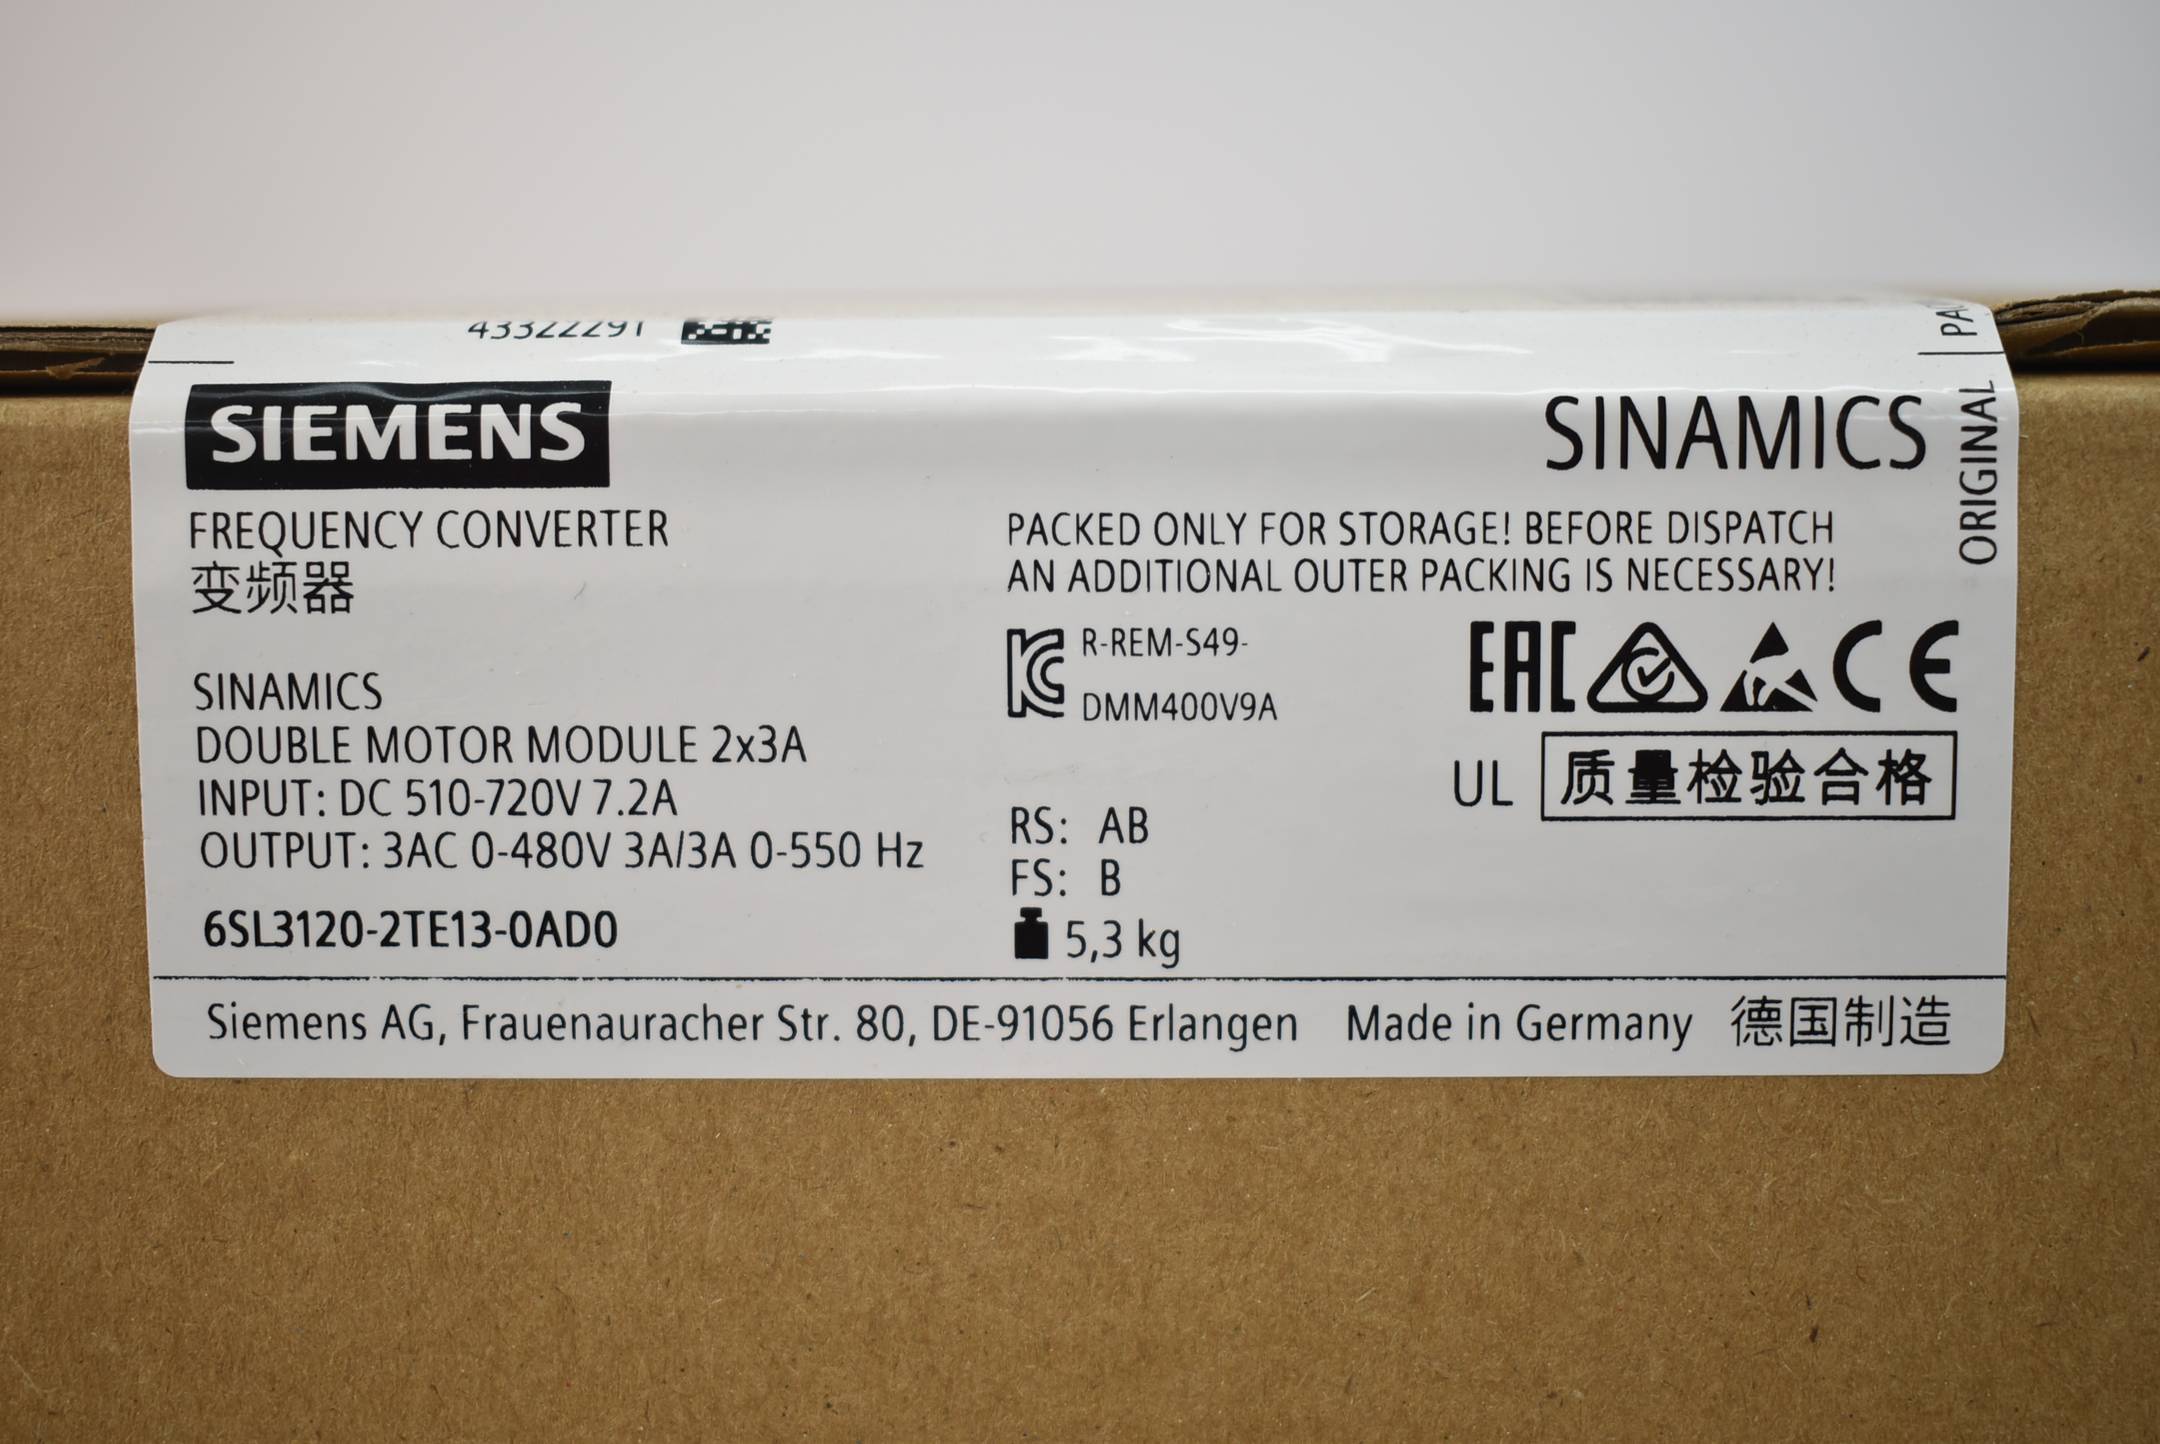 43322291
SIEMENS
SINAMICS
ORIGINAL
FREQUENCY CONVERTER
变频器
PACKED ONLY FOR STORAGE! BEFORE DISPATCH
AN ADDITIONAL OUTER PACKING IS NECESSARY!
R-REM-S49-
DMM400V9A
EAC
CE
UL
质量检验合格
SINAMICS
DOUBLE MOTOR MODULE 2x3A
INPUT: DC 510-720V 7.2A
OUTPUT: 3AC 0-480V 3A/3A 0-550 Hz
6SL3120-2TE13-0AD0
RS: AB
FS: B
5,3 kg
Siemens AG, Frauenauracher Str. 80, DE-91056 Erlangen Made in Germany 德国制造